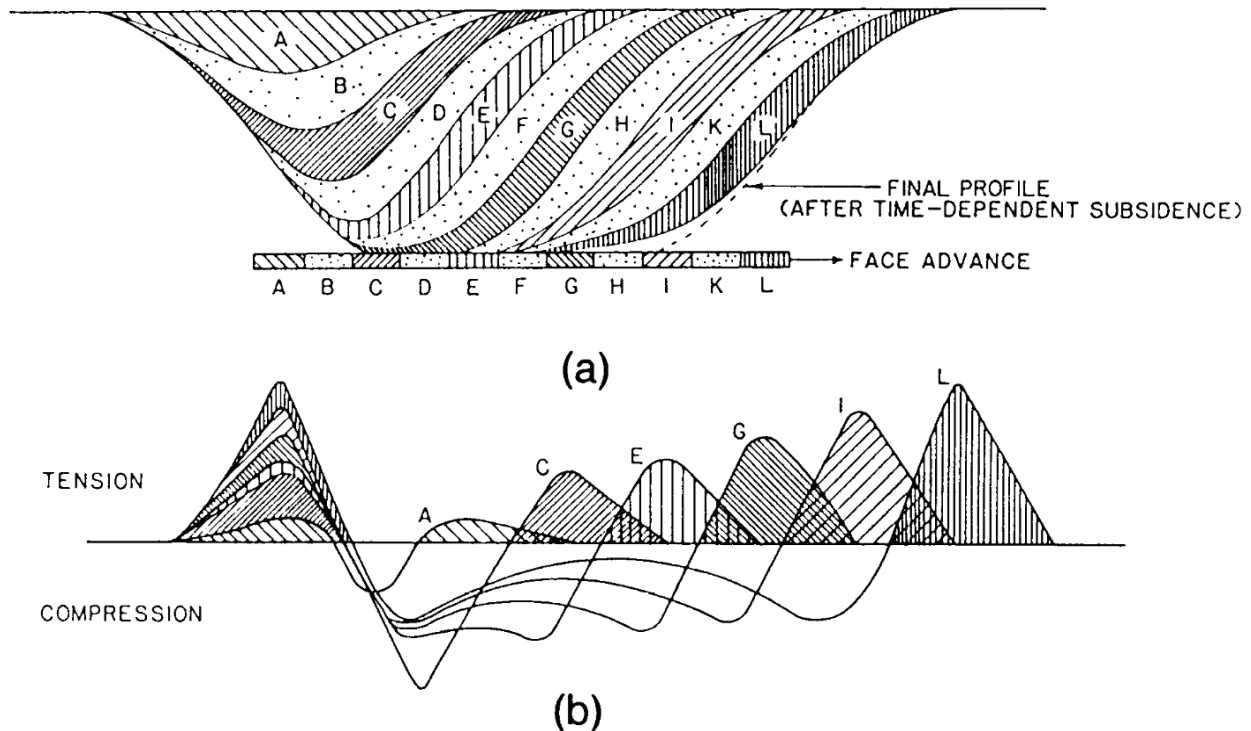 A
B
C
D
E
F
G
H
I
K
L
FINAL PROFILE
(AFTER TIME-DEPENDENT SUBSIDENCE)
FACE ADVANCE
A B C D E F G H I K L
(a)
L
I
G
E
C
TENSION
A
COMPRESSION
(b)